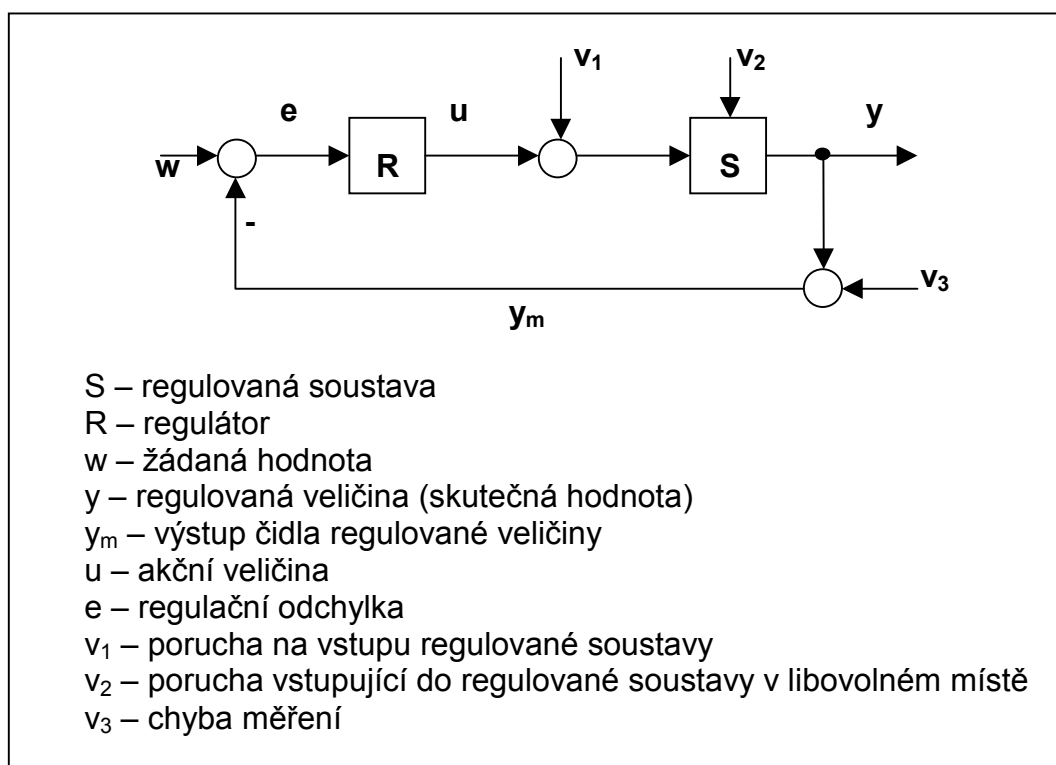 v₁
v₂
e
u
y
w
R
S
-
v₃
yₘ
S – regulovaná soustava
R – regulátor
w – žádaná hodnota
y – regulovaná veličina (skutečná hodnota)
yₘ – výstup čidla regulované veličiny
u – akční veličina
e – regulační odchylka
v₁ – porucha na vstupu regulované soustavy
v₂ – porucha vstupující do regulované soustavy v libovolném místě
v₃ – chyba měření